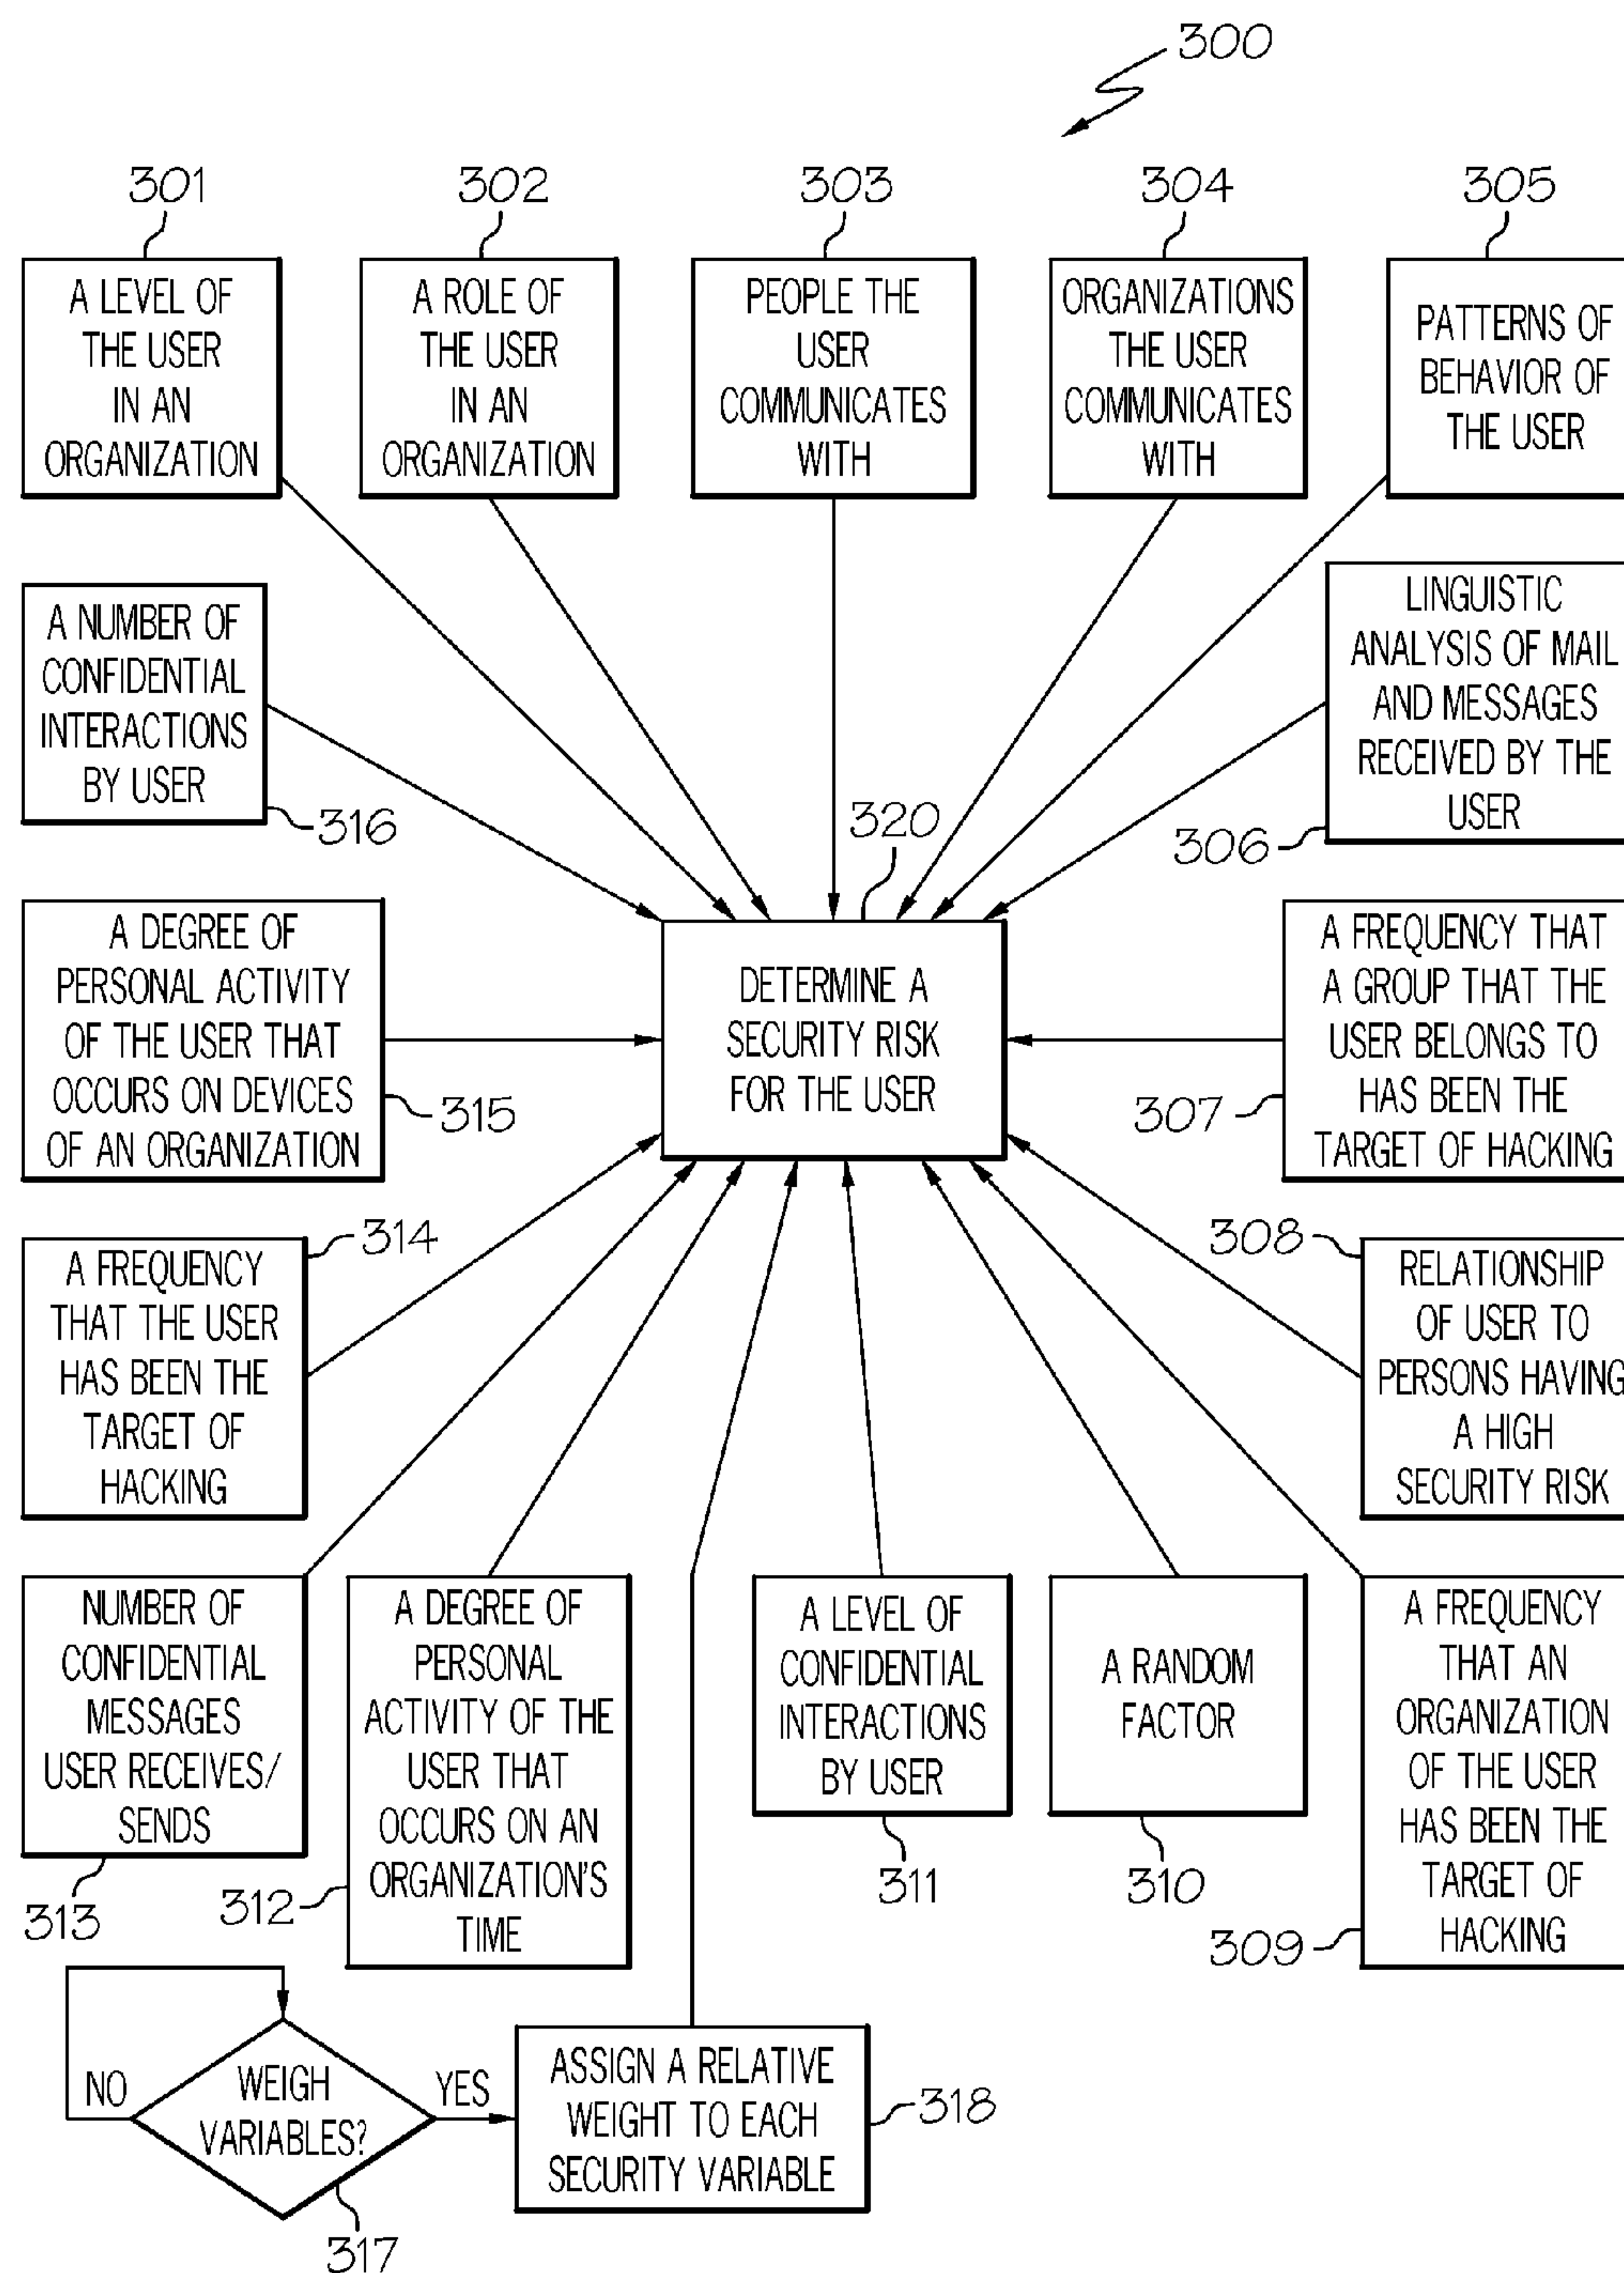 300
301
302
303
304
305
A LEVEL OF
THE USER
IN AN
ORGANIZATION
A ROLE OF
THE USER
IN AN
ORGANIZATION
PEOPLE THE
USER
COMMUNICATES
WITH
ORGANIZATIONS
THE USER
COMMUNICATES
WITH
PATTERNS OF
BEHAVIOR OF
THE USER
A NUMBER OF
CONFIDENTIAL
INTERACTIONS
BY USER
316
LINGUISTIC
ANALYSIS OF MAIL
AND MESSAGES
RECEIVED BY THE
USER
306
320
A DEGREE OF
PERSONAL ACTIVITY
OF THE USER THAT
OCCURS ON DEVICES
OF AN ORGANIZATION
315
DETERMINE A
SECURITY RISK
FOR THE USER
A FREQUENCY THAT
A GROUP THAT THE
USER BELONGS TO
HAS BEEN THE
TARGET OF HACKING
307
314
A FREQUENCY
THAT THE USER
HAS BEEN THE
TARGET OF
HACKING
308
RELATIONSHIP
OF USER TO
PERSONS HAVING
A HIGH
SECURITY RISK
NUMBER OF
CONFIDENTIAL
MESSAGES
USER RECEIVES/
SENDS
313
A DEGREE OF
PERSONAL
ACTIVITY OF THE
USER THAT
OCCURS ON AN
ORGANIZATION'S
TIME
312
A LEVEL OF
CONFIDENTIAL
INTERACTIONS
BY USER
311
A RANDOM
FACTOR
310
A FREQUENCY
THAT AN
ORGANIZATION
OF THE USER
HAS BEEN THE
TARGET OF
HACKING
309
NO
WEIGH
VARIABLES?
YES
317
ASSIGN A RELATIVE
WEIGHT TO EACH
SECURITY VARIABLE
318